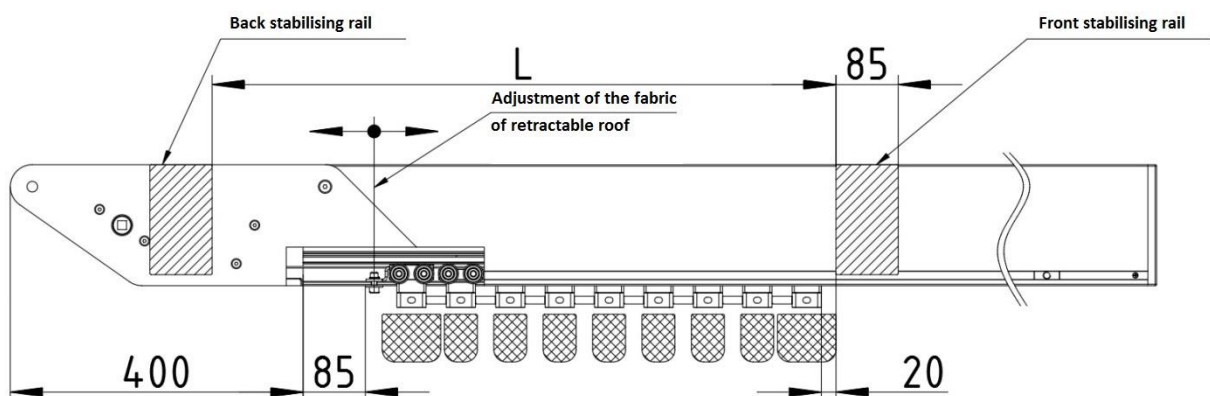 Back stabilising rail
Front stabilising rail
L
85
Adjustment of the fabric
of retractable roof
400
85
20